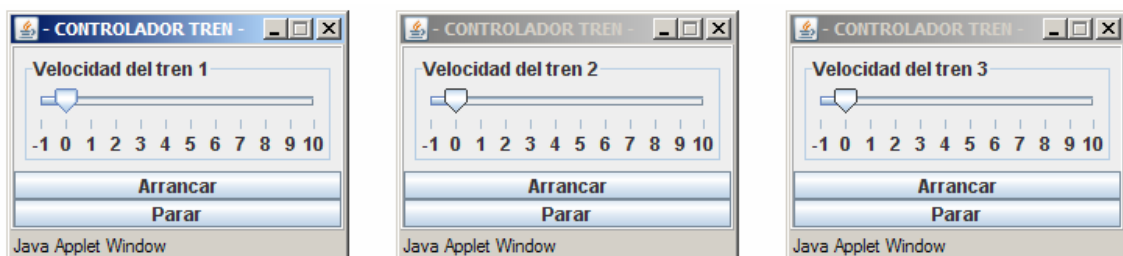 - CONTROLADOR TREN -
Velocidad del tren 1
-1 0 1 2 3 4 5 6 7 8 9 10
Arrancar
Parar
Java Applet Window
- CONTROLADOR TREN -
Velocidad del tren 2
-1 0 1 2 3 4 5 6 7 8 9 10
Arrancar
Parar
Java Applet Window
- CONTROLADOR TREN -
Velocidad del tren 3
-1 0 1 2 3 4 5 6 7 8 9 10
Arrancar
Parar
Java Applet Window